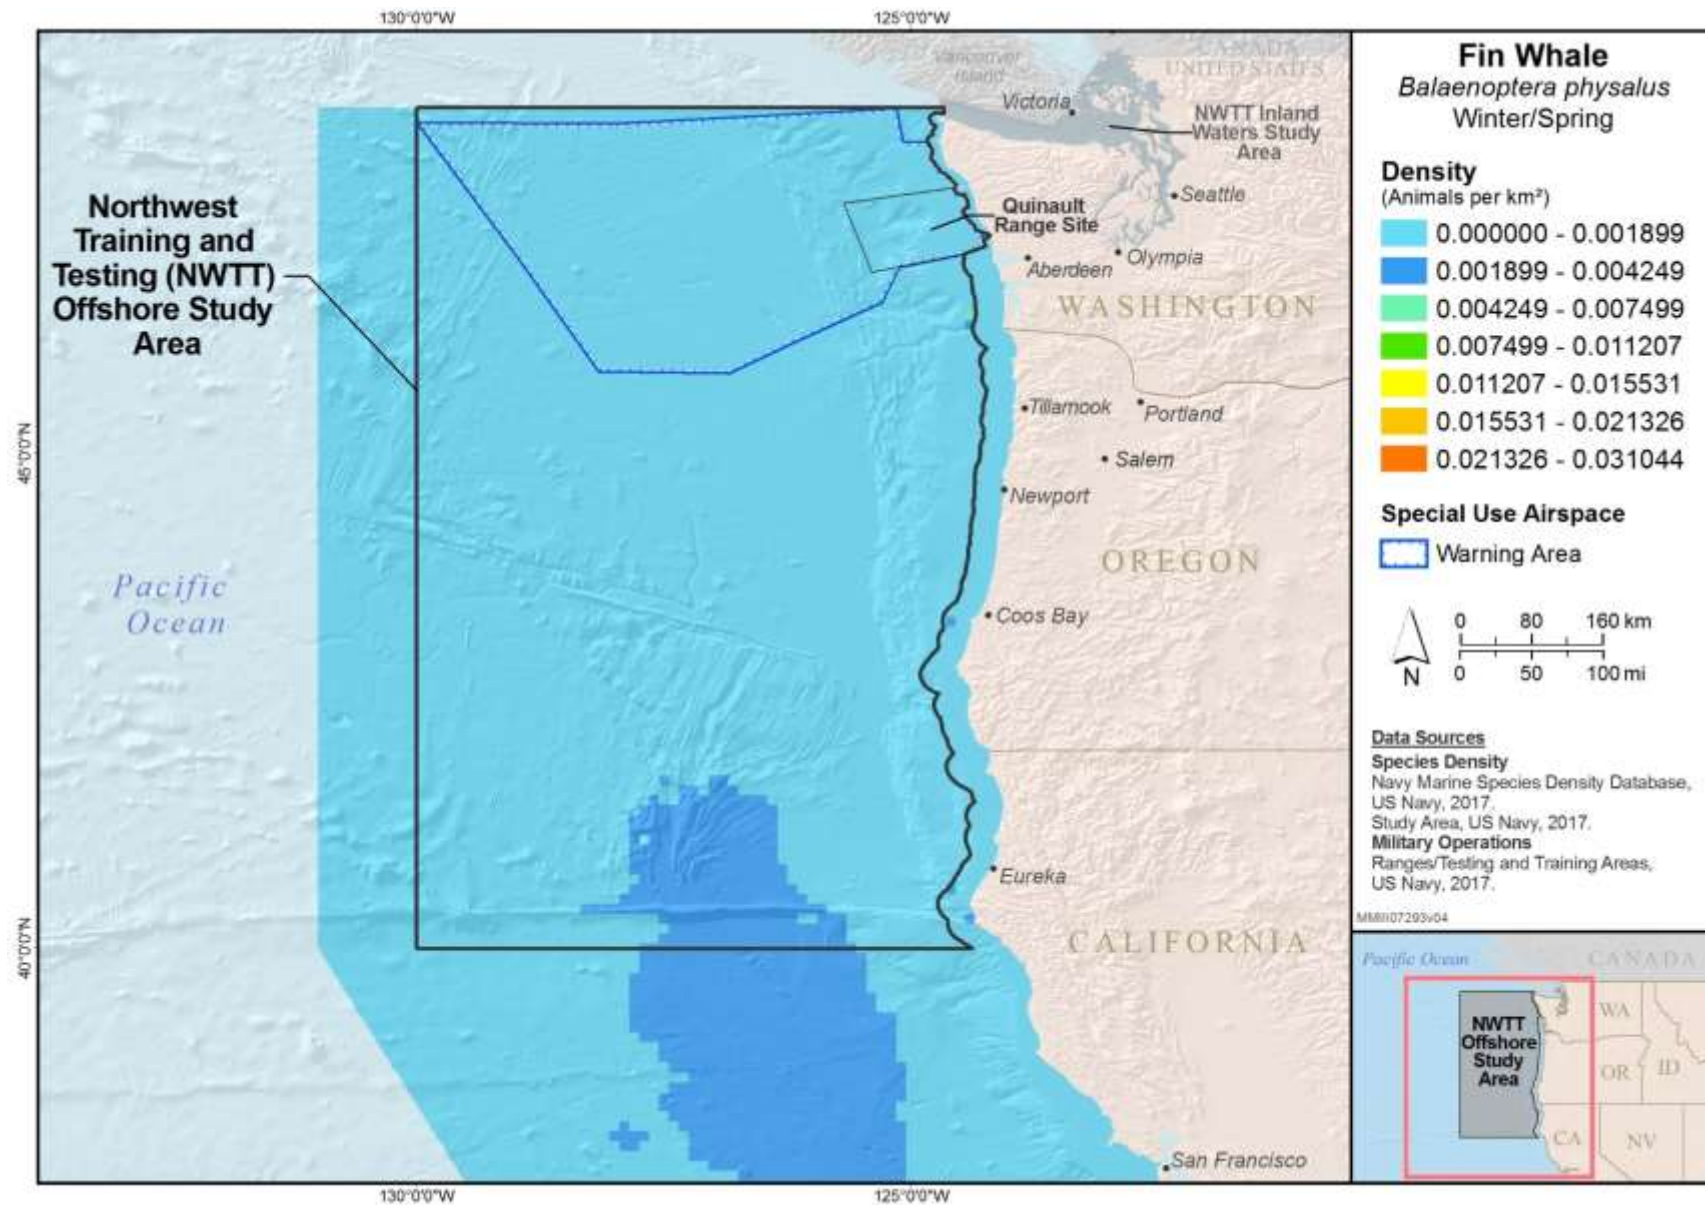 130°0'0"W
125°0'0"W
Vancouver
Island
CANADA
UNITED STATES
Victoria
NWTT Inland
Waters Study
Area
Seattle
Northwest
Training and
Testing (NWTT)
Offshore Study
Area
Quinault
Range Site
Aberdeen
Olympia
WASHINGTON
Tillamook
Portland
Salem
45°0'0"N
Newport
OREGON
Pacific
Ocean
Coos Bay
Eureka
CALIFORNIA
40°0'0"N
San Francisco
130°0'0"W
125°0'0"W
Fin Whale
Balaenoptera physalus
Winter/Spring
Density
(Animals per km²)
0.000000 - 0.001899
0.001899 - 0.004249
0.004249 - 0.007499
0.007499 - 0.011207
0.011207 - 0.015531
0.015531 - 0.021326
0.021326 - 0.031044
Special Use Airspace
Warning Area
N
0 80 160 km
0 50 100 mi
Data Sources
Species Density
Navy Marine Species Density Database,
US Navy, 2017.
Study Area, US Navy, 2017.
Military Operations
Ranges/Testing and Training Areas,
US Navy, 2017.
Pacific Ocean
CANADA
NWTT
Offshore
Study
Area
WA
OR
ID
CA
NV